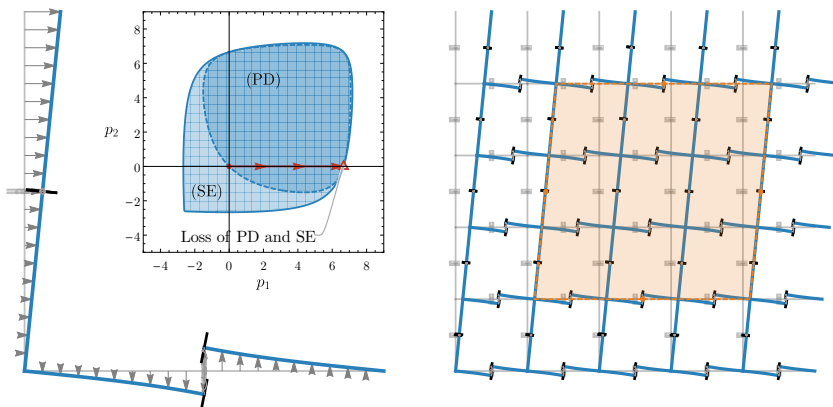 8
6
(PD)
4
p₂
2
0
(SE)
−2
Loss of PD and SE
−4
−4 −2 0 2 4 6 8
p₁